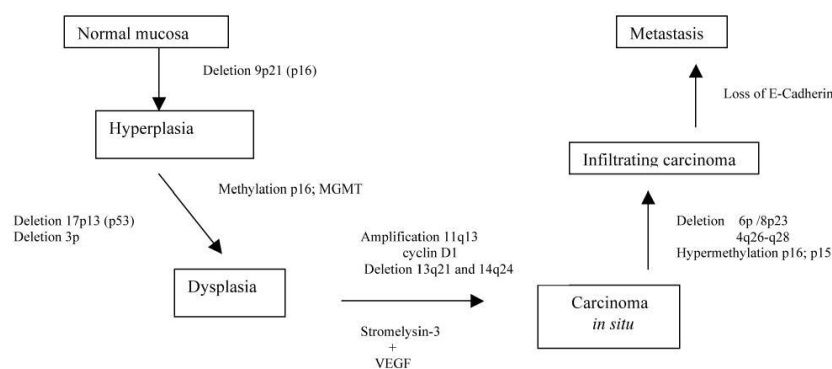 Normal mucosa
Deletion 9p21 (p16)
Hyperplasia
Methylation p16; MGMT
Deletion 17p13 (p53)
Deletion 3p
Dysplasia
Amplification 11q13
cyclin D1
Deletion 13q21 and 14q24
Stromelysin-3
+
VEGF
Carcinoma
in situ
Deletion 6p /8p23
4q26-q28
Hypermethylation p16; p15
Infiltrating carcinoma
Loss of E-Cadherin
Metastasis